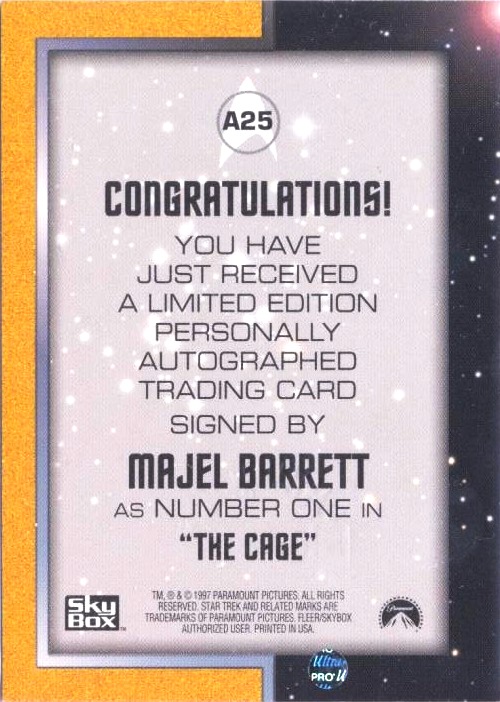 A25
CONGRATULATIONS!
YOU HAVE
JUST RECEIVED
A LIMITED EDITION
PERSONALLY
AUTOGRAPHED
TRADING CARD
SIGNED BY
MAJEL BARRETT
AS NUMBER ONE IN
“THE CAGE”
TM, ® & © 1997 PARAMOUNT PICTURES. ALL RIGHTS
RESERVED. STAR TREK AND RELATED MARKS ARE
TRADEMARKS OF PARAMOUNT PICTURES. FLEER/SKYBOX
AUTHORIZED USER. PRINTED IN USA.
SKY
BOX
TM
Paramount
Ultra
PRO U